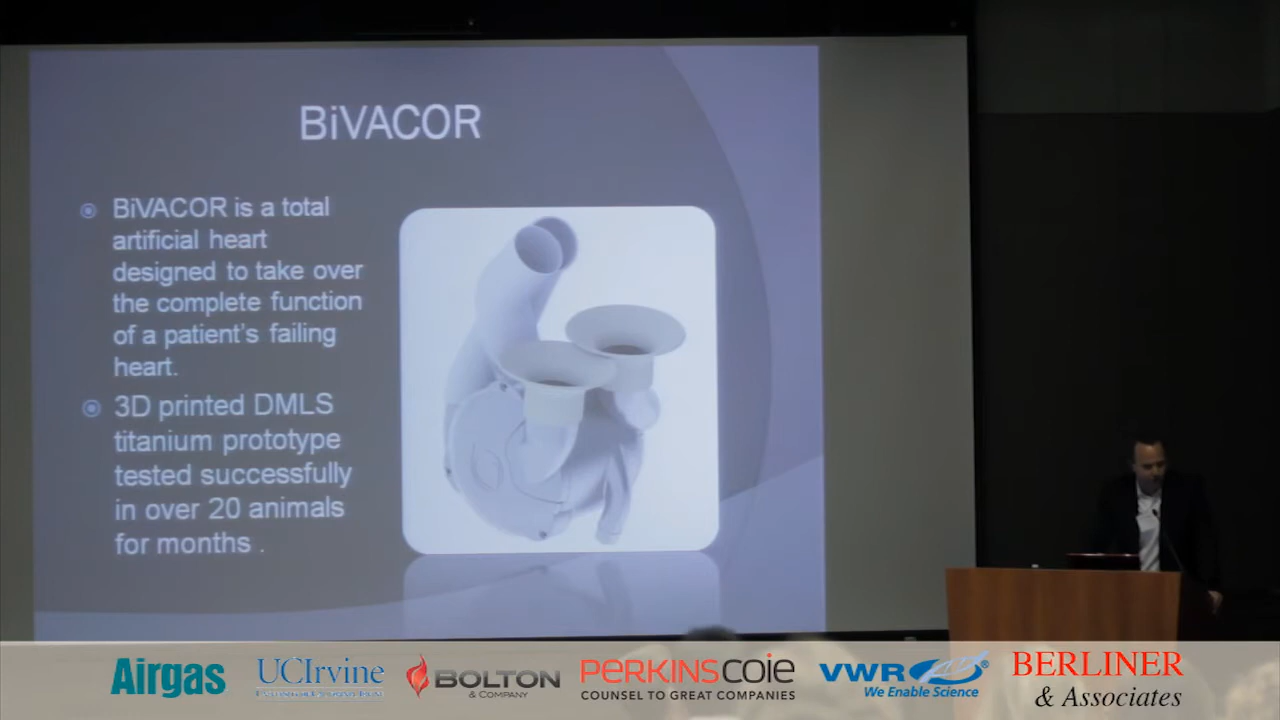 BiVACOR
BiVACOR is a total
artificial heart
designed to take over
the complete function
of a patient's failing
heart.
3D printed DMLS
titanium prototype
tested successfully
in over 20 animals
for months .
Airgas
UCIrvine
BOLTON
& COMPANY
PERKINSCOIE
COUNSEL TO GREAT COMPANIES
VWR
We Enable Science
BERLINER
& Associates